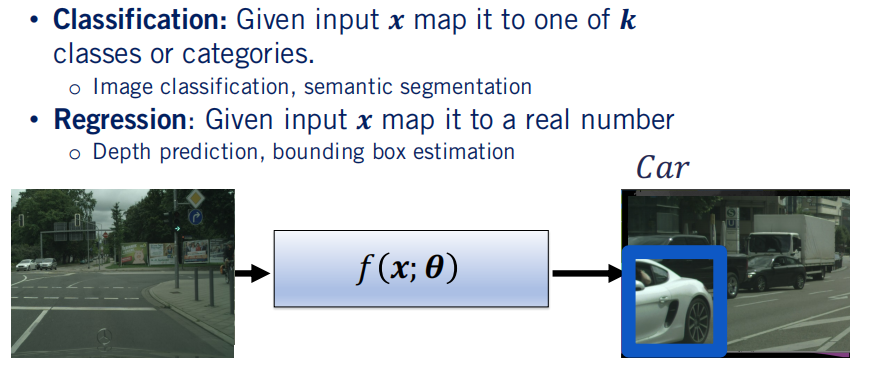 • Classification: Given input x map it to one of k
classes or categories.
o Image classification, semantic segmentation
• Regression: Given input x map it to a real number
o Depth prediction, bounding box estimation
Car
f(x; θ)